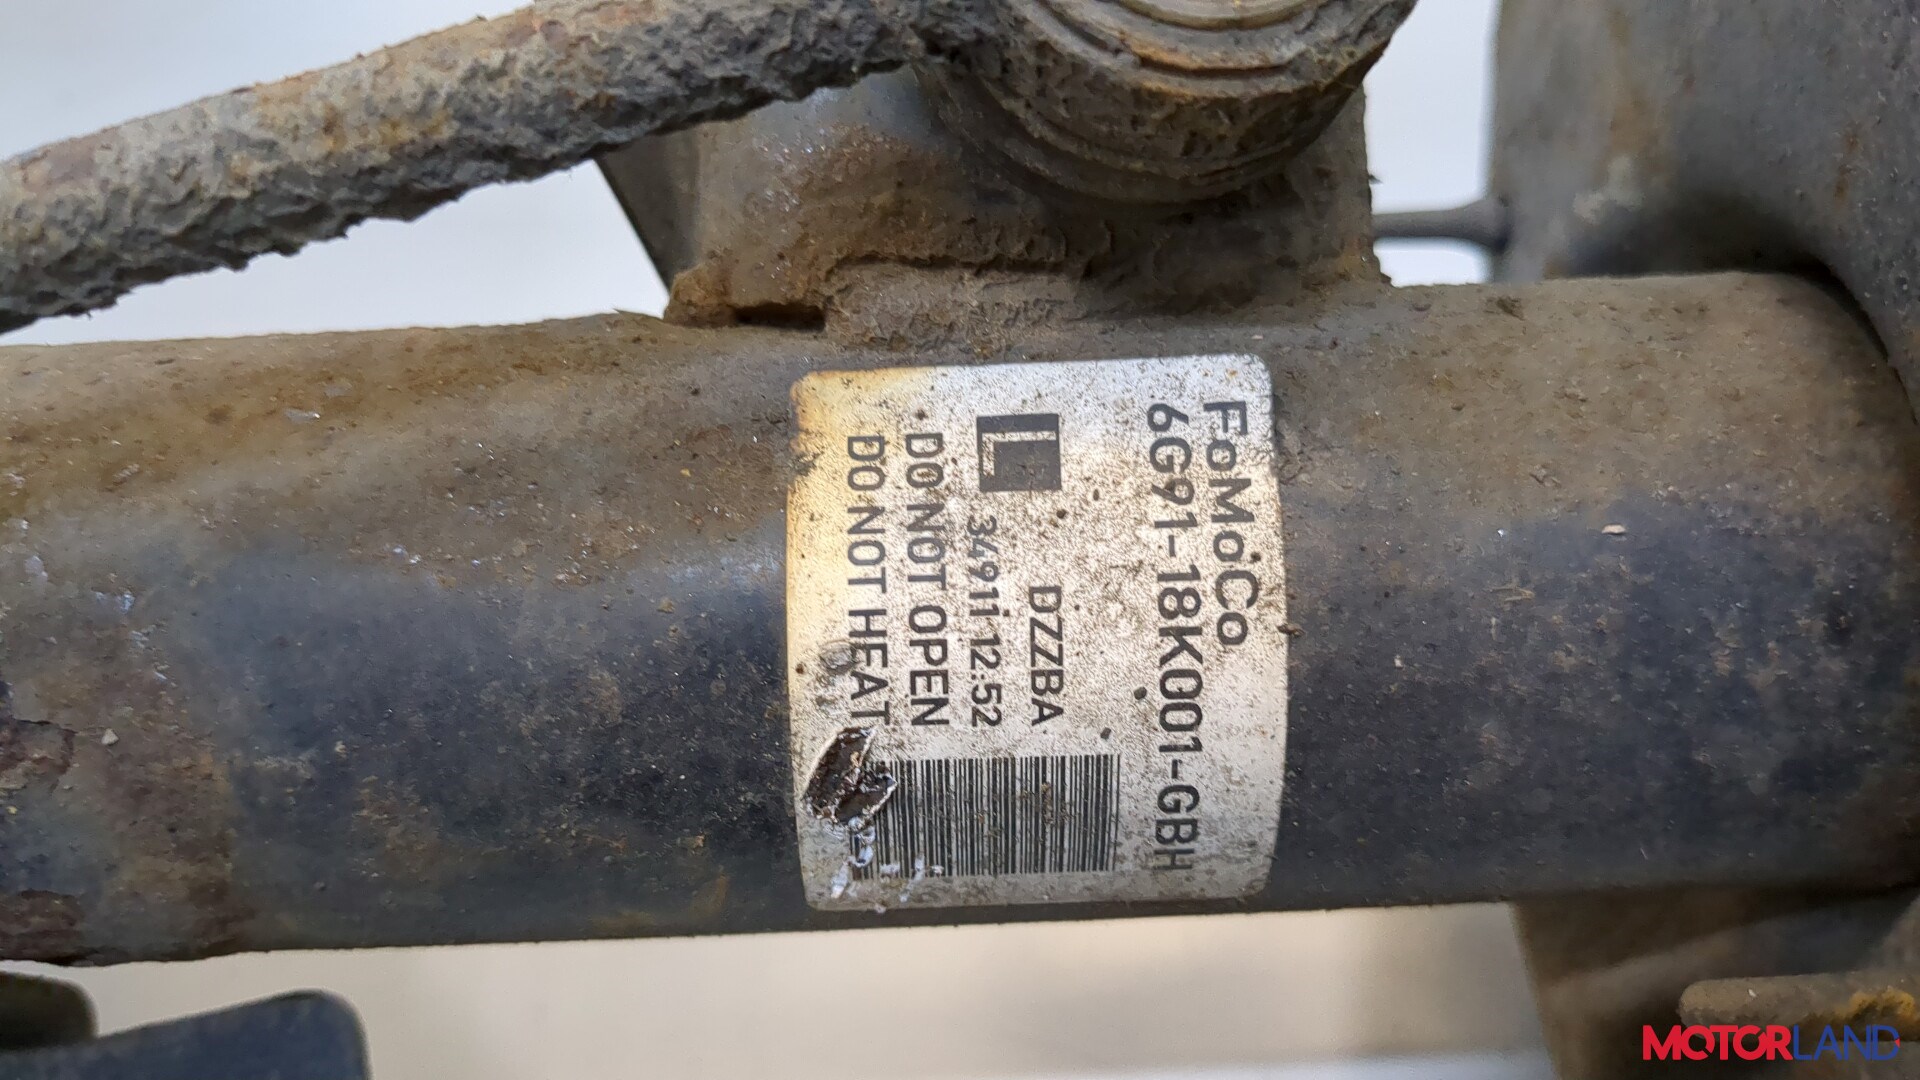 FoMoCo
6G91-18K001-GBH
DZZBA
L 34911 12:52
DO NOT OPEN
DO NOT HEAT
MOTORLAND